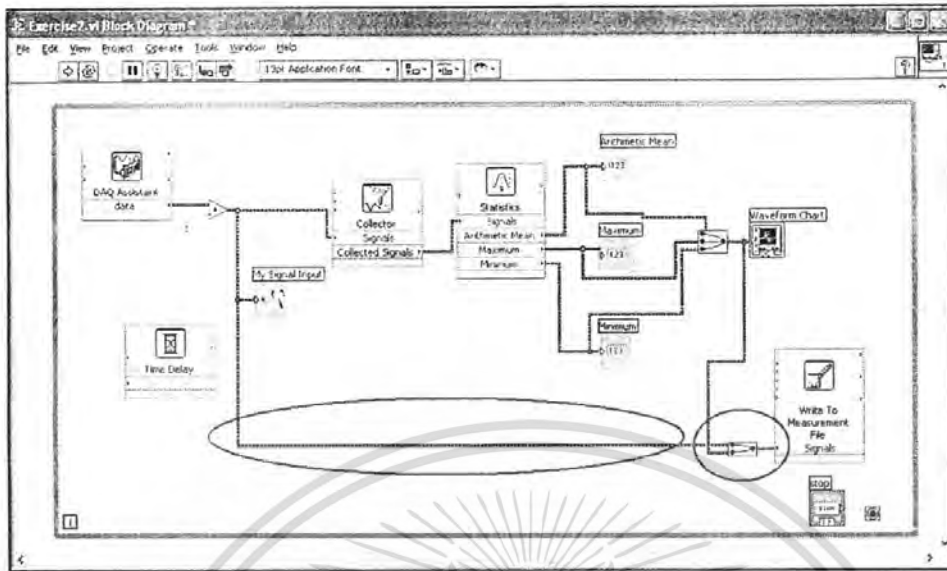 Exercise2.vi Block Diagram *
File Edit View Project Operate Tools Window Help
13pt Application Font
DAQ Assistant
data
Collector
Signals
Collected Signals
Statistics
Signals
Arithmetic Mean
Maximum
Minimum
Arithmetic Mean
Maximum
Minimum
Waveform Chart
My Signal Input
Time Delay
Write To
Measurement
File
Signals
stop
i